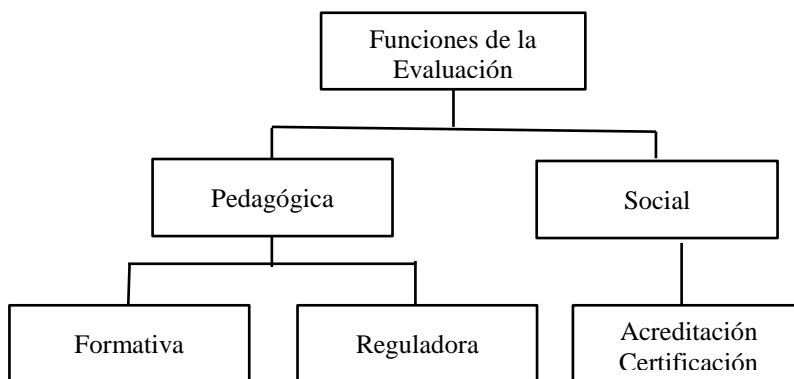 Funciones de la
Evaluación
Pedagógica
Social
Formativa
Reguladora
Acreditación
Certificación